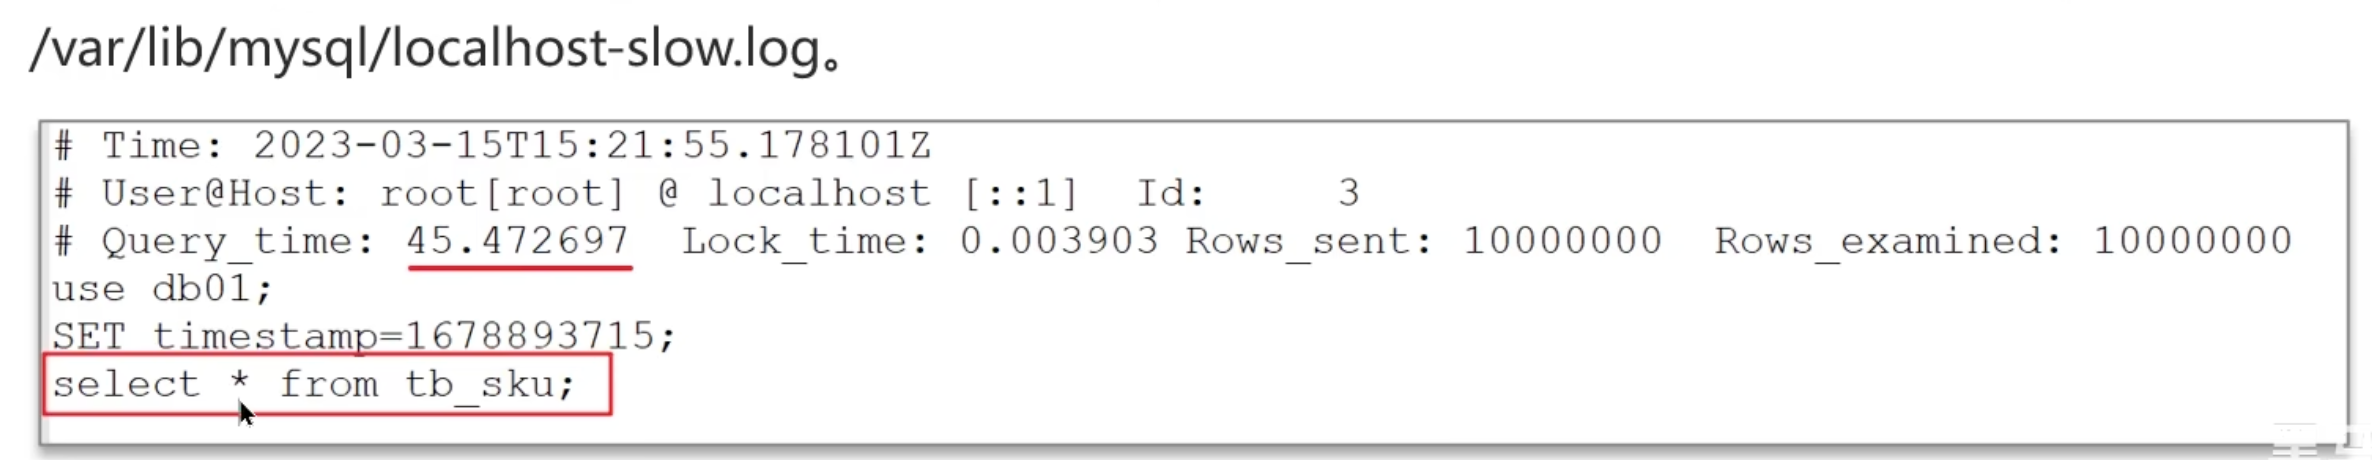 /var/lib/mysql/localhost-slow.log。
# Time: 2023-03-15T15:21:55.178101Z
# User@Host: root[root] @ localhost [::1]  Id:     3
# Query_time: 45.472697  Lock_time: 0.003903 Rows_sent: 10000000  Rows_examined: 10000000
use db01;
SET timestamp=1678893715;
select * from tb_sku;